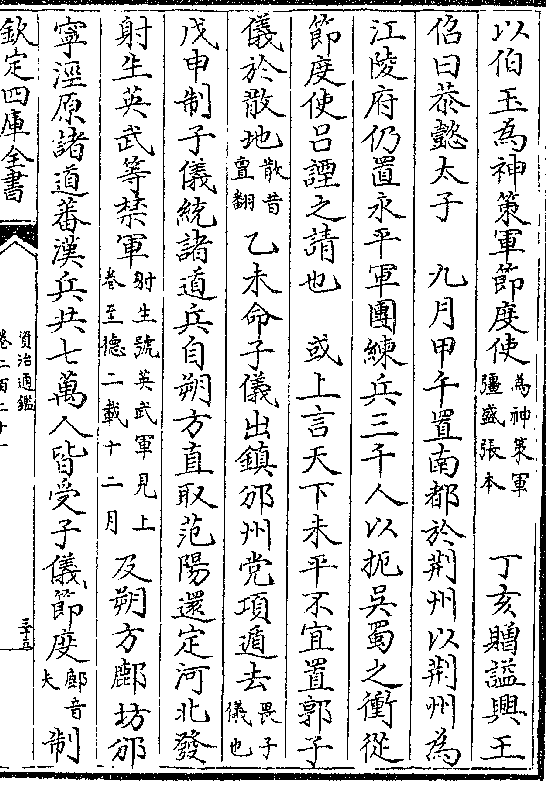 以伯玉為神策軍節度使為神策軍彊盛張本 丁亥贈謚興王
佋曰恭懿太子 九月甲午置南都於荆州以荆州為
江陵府仍置永平軍團練兵三千人以扼吳蜀之衝從
節度使吕諲之請也 或上言天下未平不宜置郭子
儀於散地散昔亶翻 乙未命子儀出鎮邠州党項遁去畏子儀也
戊申制子儀統諸道兵自朔方直取范陽還定河北發
射生英武等禁軍射生號英武軍見上卷至德二載十二月 及朔方鄜坊邠
寧涇原諸道蕃漢兵共七萬人皆受子儀節度鄜音夫 制
欽定四庫全書
資治通鑑
卷二百二十一
三十五